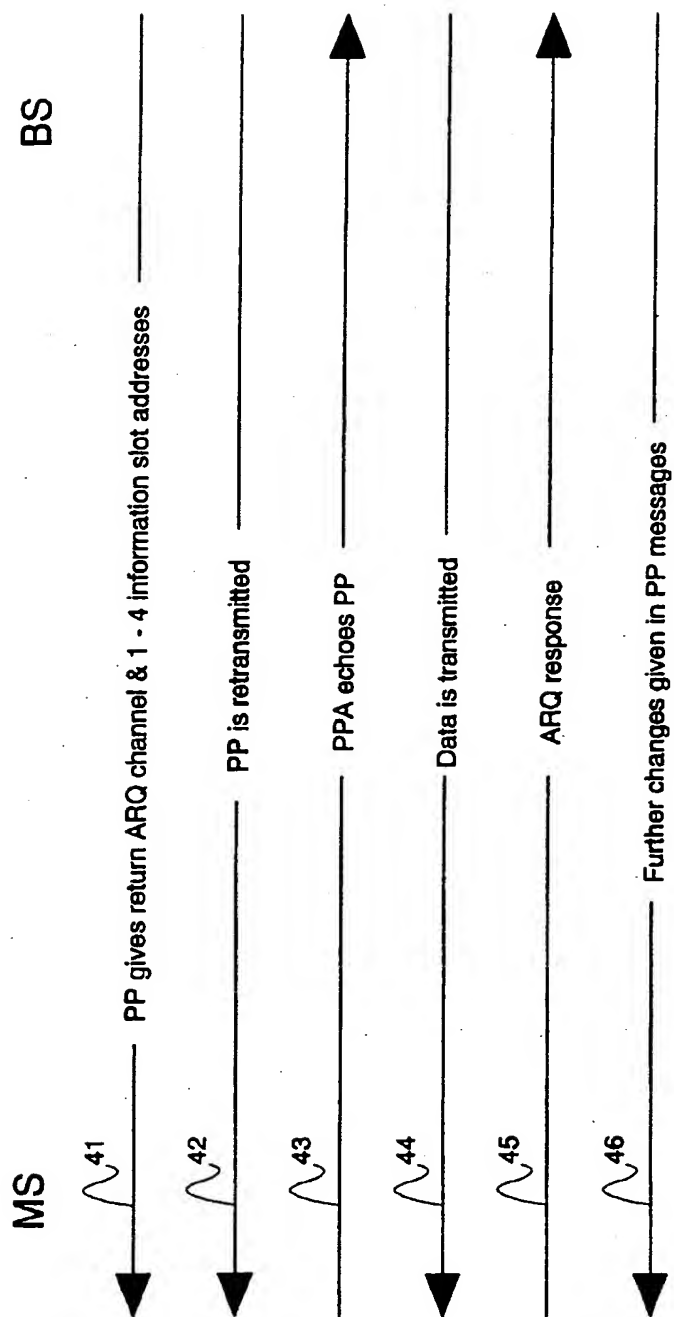 MS BS
41 PP gives return ARQ channel & 1 - 4 information slot addresses
42 PP is retransmitted
43 PPA echoes PP
44 Data is transmitted
45 ARQ response
46 Further changes given in PP messages